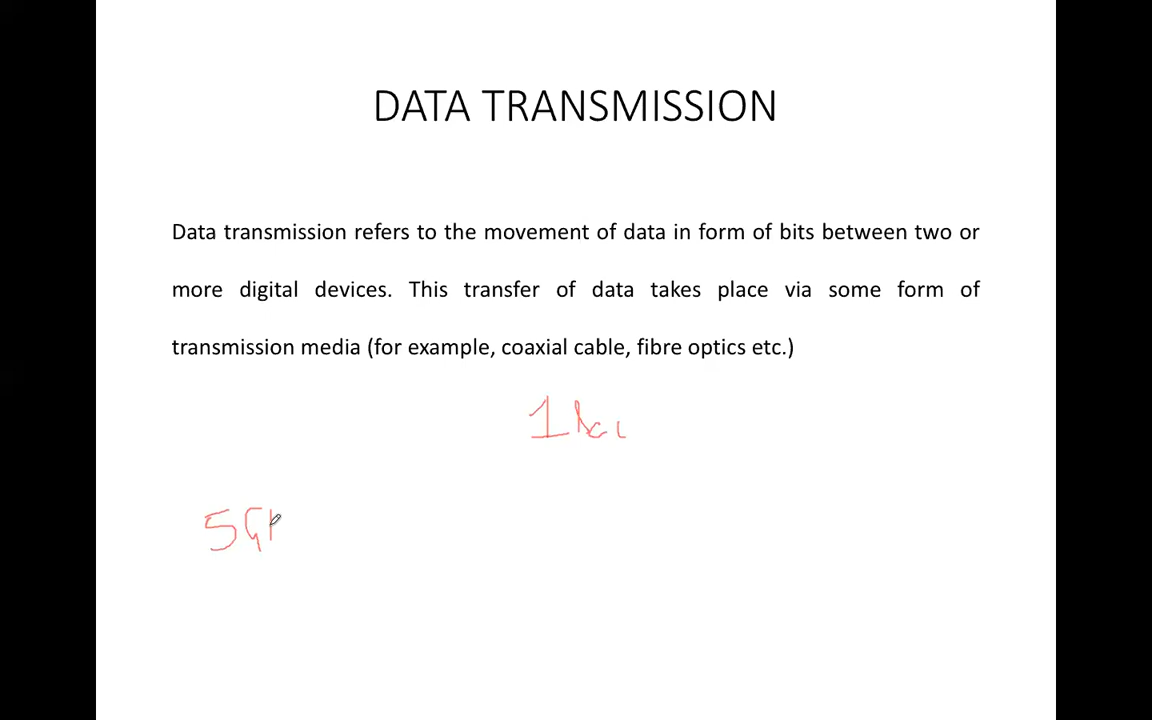 DATA TRANSMISSION
Data transmission refers to the movement of data in form of bits between two or
more digital devices. This transfer of data takes place via some form of
transmission media (for example, coaxial cable, fibre optics etc.)
1
5G